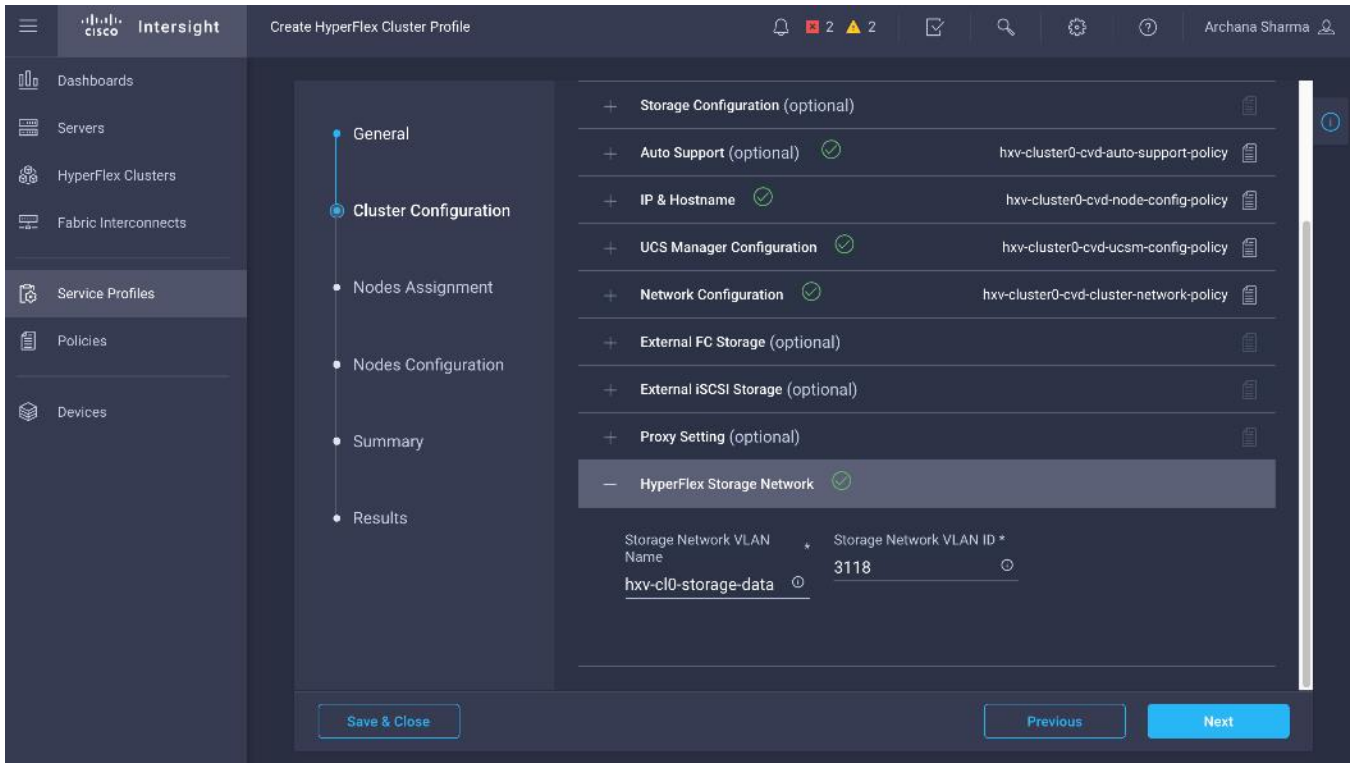 cisco Intersight
Create HyperFlex Cluster Profile
2 2
Archana Sharma
Dashboards
Servers
HyperFlex Clusters
Fabric Interconnects
Service Profiles
Policies
Devices
General
Cluster Configuration
Nodes Assignment
Nodes Configuration
Summary
Results
Storage Configuration (optional)
Auto Support (optional) hxv-cluster0-cvd-auto-support-policy
IP & Hostname hxv-cluster0-cvd-node-config-policy
UCS Manager Configuration hxv-cluster0-cvd-ucsm-config-policy
Network Configuration hxv-cluster0-cvd-cluster-network-policy
External FC Storage (optional)
External iSCSI Storage (optional)
Proxy Setting (optional)
HyperFlex Storage Network
Storage Network VLAN
Name *
hxv-cl0-storage-data
Storage Network VLAN ID *
3118
Save & Close
Previous
Next